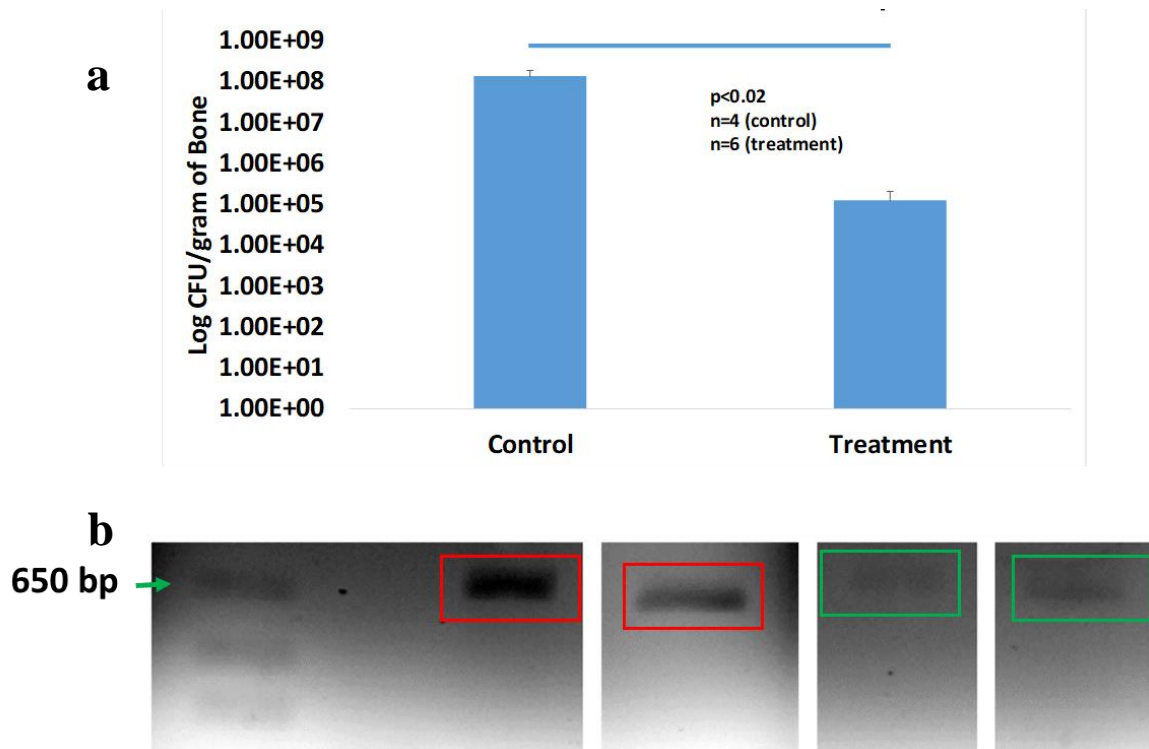 a
Log CFU/gram of Bone
1.00E+09
1.00E+08
1.00E+07
1.00E+06
1.00E+05
1.00E+04
1.00E+03
1.00E+02
1.00E+01
1.00E+00
p<0.02
n=4 (control)
n=6 (treatment)
Control
Treatment
b
650 bp